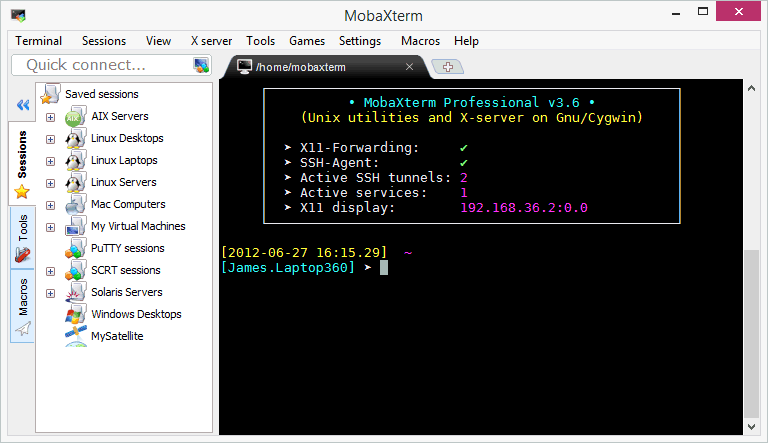 MobaXterm
Terminal Sessions View X server Tools Games Settings Macros Help
Quick connect...
/home/mobaxterm
Sessions
Tools
Macros
Saved sessions
AIX Servers
Linux Desktops
Linux Laptops
Linux Servers
Mac Computers
My Virtual Machines
PuTTY sessions
SCRT sessions
Solaris Servers
Windows Desktops
MySatellite
• MobaXterm Professional v3.6 •
(Unix utilities and X-server on Gnu/Cygwin)
➤ X11-Forwarding: ✔
➤ SSH-Agent: ✔
➤ Active SSH tunnels: 2
➤ Active services: 1
➤ X11 display: 192.168.36.2:0.0
[2012-06-27 16:15.29] ~
[James.Laptop360] ➤